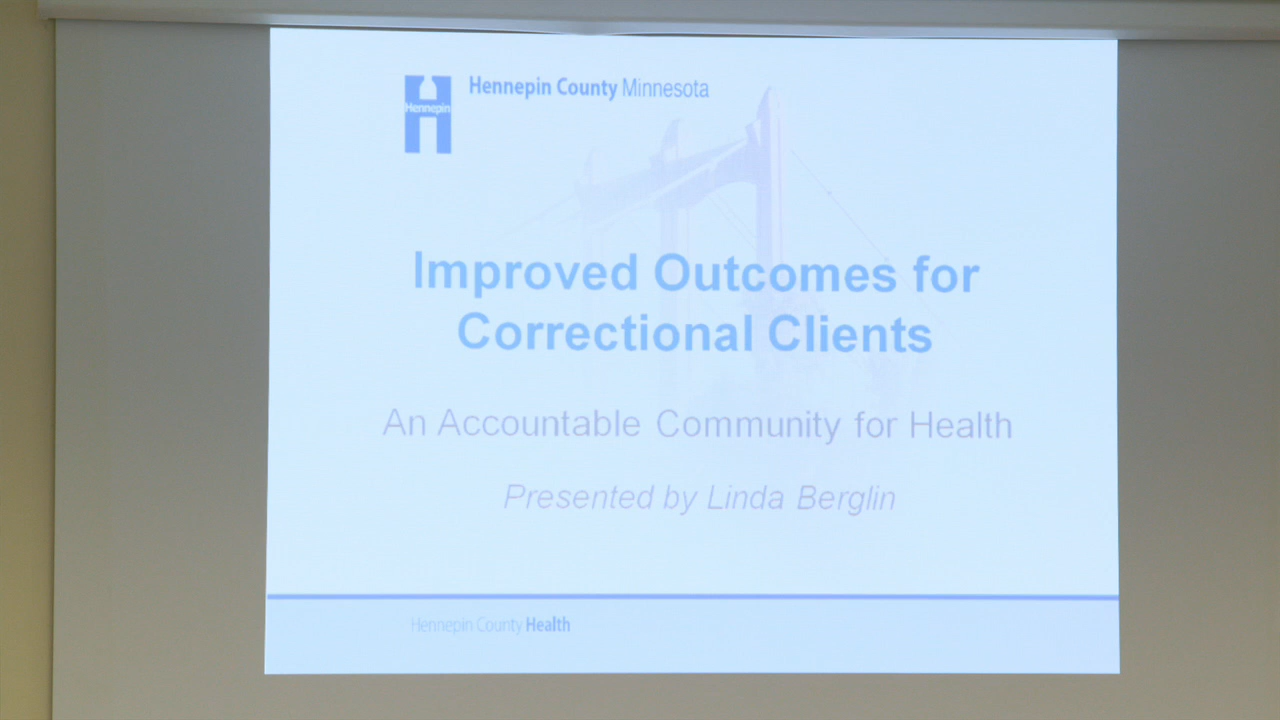 Hennepin
Hennepin County Minnesota
Improved Outcomes for
Correctional Clients
An Accountable Community for Health
Presented by Linda Berglin
Hennepin County Health